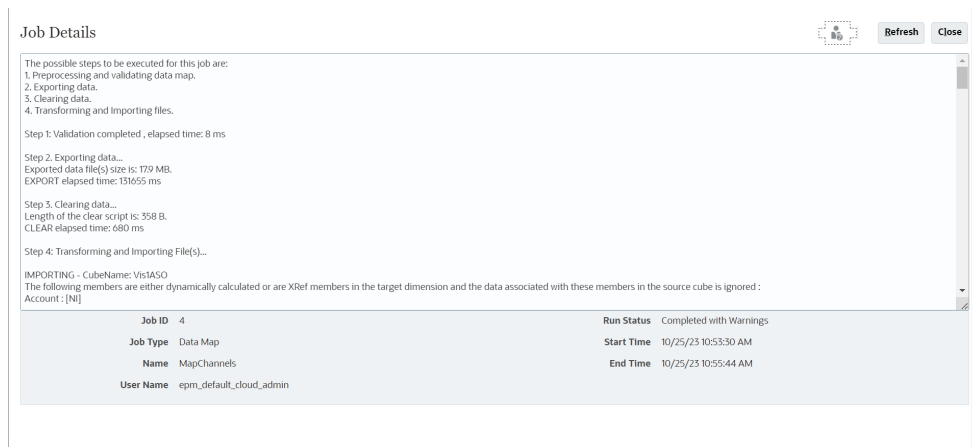 Job Details
Refresh
Close
The possible steps to be executed for this job are:
1. Preprocessing and validating data map.
2. Exporting data.
3. Clearing data.
4. Transforming and Importing files.
Step 1: Validation completed , elapsed time: 8 ms
Step 2. Exporting data...
Exported data file(s) size is: 17.9 MB.
EXPORT elapsed time: 131655 ms
Step 3. Clearing data...
Length of the clear script is: 358 B.
CLEAR elapsed time: 680 ms
Step 4: Transforming and Importing File(s)...
IMPORTING - CubeName: Vis1ASO
The following members are either dynamically calculated or are XRef members in the target dimension and the data associated with these members in the source cube is ignored :
Account : [NI]
Job ID 4
Run Status Completed with Warnings
Job Type Data Map
Start Time 10/25/23 10:53:30 AM
Name MapChannels
End Time 10/25/23 10:55:44 AM
User Name epm_default_cloud_admin